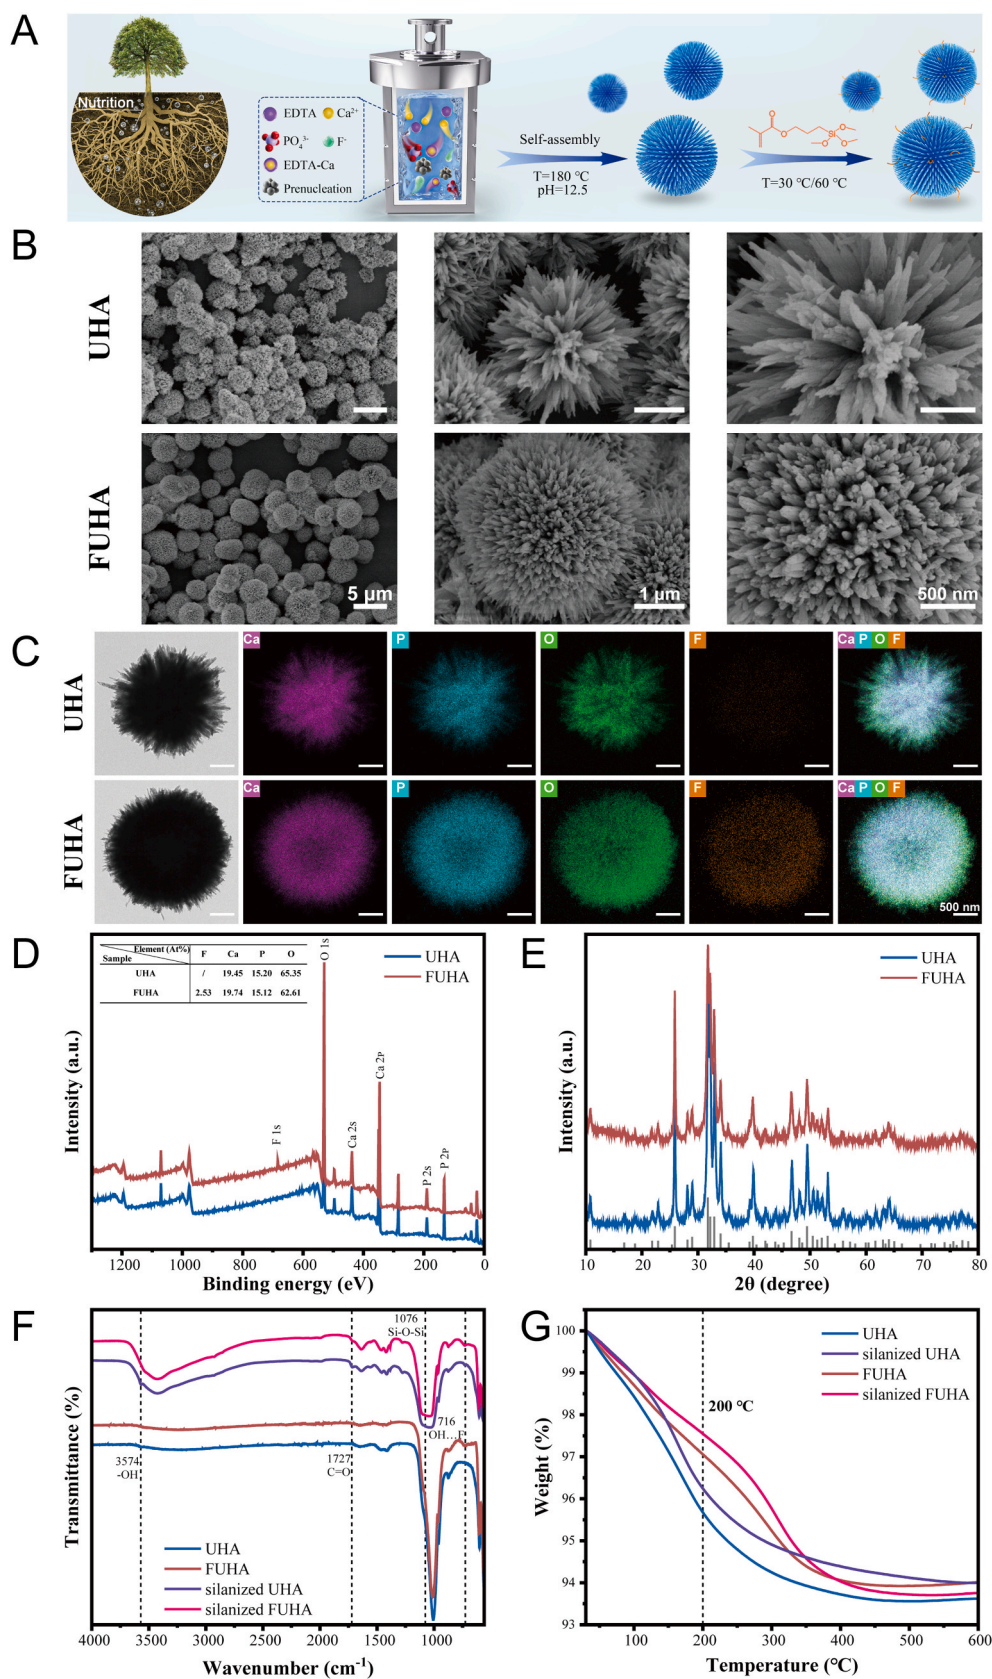 A
Nutrition
EDTA Ca²⁺
PO₄³⁻ F⁻
EDTA-Ca
Prenucleation
Self-assembly
T=180 ℃
pH=12.5
O
O
Si
O
O
O
T=30 ℃/60 ℃
B
UHA
FUHA
5 μm
1 μm
500 nm
C
UHA
Ca
P
O
F
Ca P O F
FUHA
Ca
P
O
F
Ca P O F
500 nm
D
Element (At%) F Ca P O
Sample
UHA / 19.45 15.20 65.35
FUHA 2.53 19.74 15.12 62.61
UHA
FUHA
O 1s
Ca 2p
F 1s
Ca 2s
P 2s
P 2p
Intensity (a.u.)
1200 1000 800 600 400 200 0
Binding energy (eV)
E
UHA
FUHA
Intensity (a.u.)
10 20 30 40 50 60 70 80
2θ (degree)
F
1076
Si-O-Si
716
OH…F
3574
-OH
1727
C=O
UHA
FUHA
silanized UHA
silanized FUHA
Transmittance (%)
4000 3500 3000 2500 2000 1500 1000
Wavenumber (cm⁻¹)
G
UHA
silanized UHA
FUHA
silanized FUHA
200 ℃
Weight (%)
100
99
98
97
96
95
94
93
100 200 300 400 500 600
Temperature (℃)